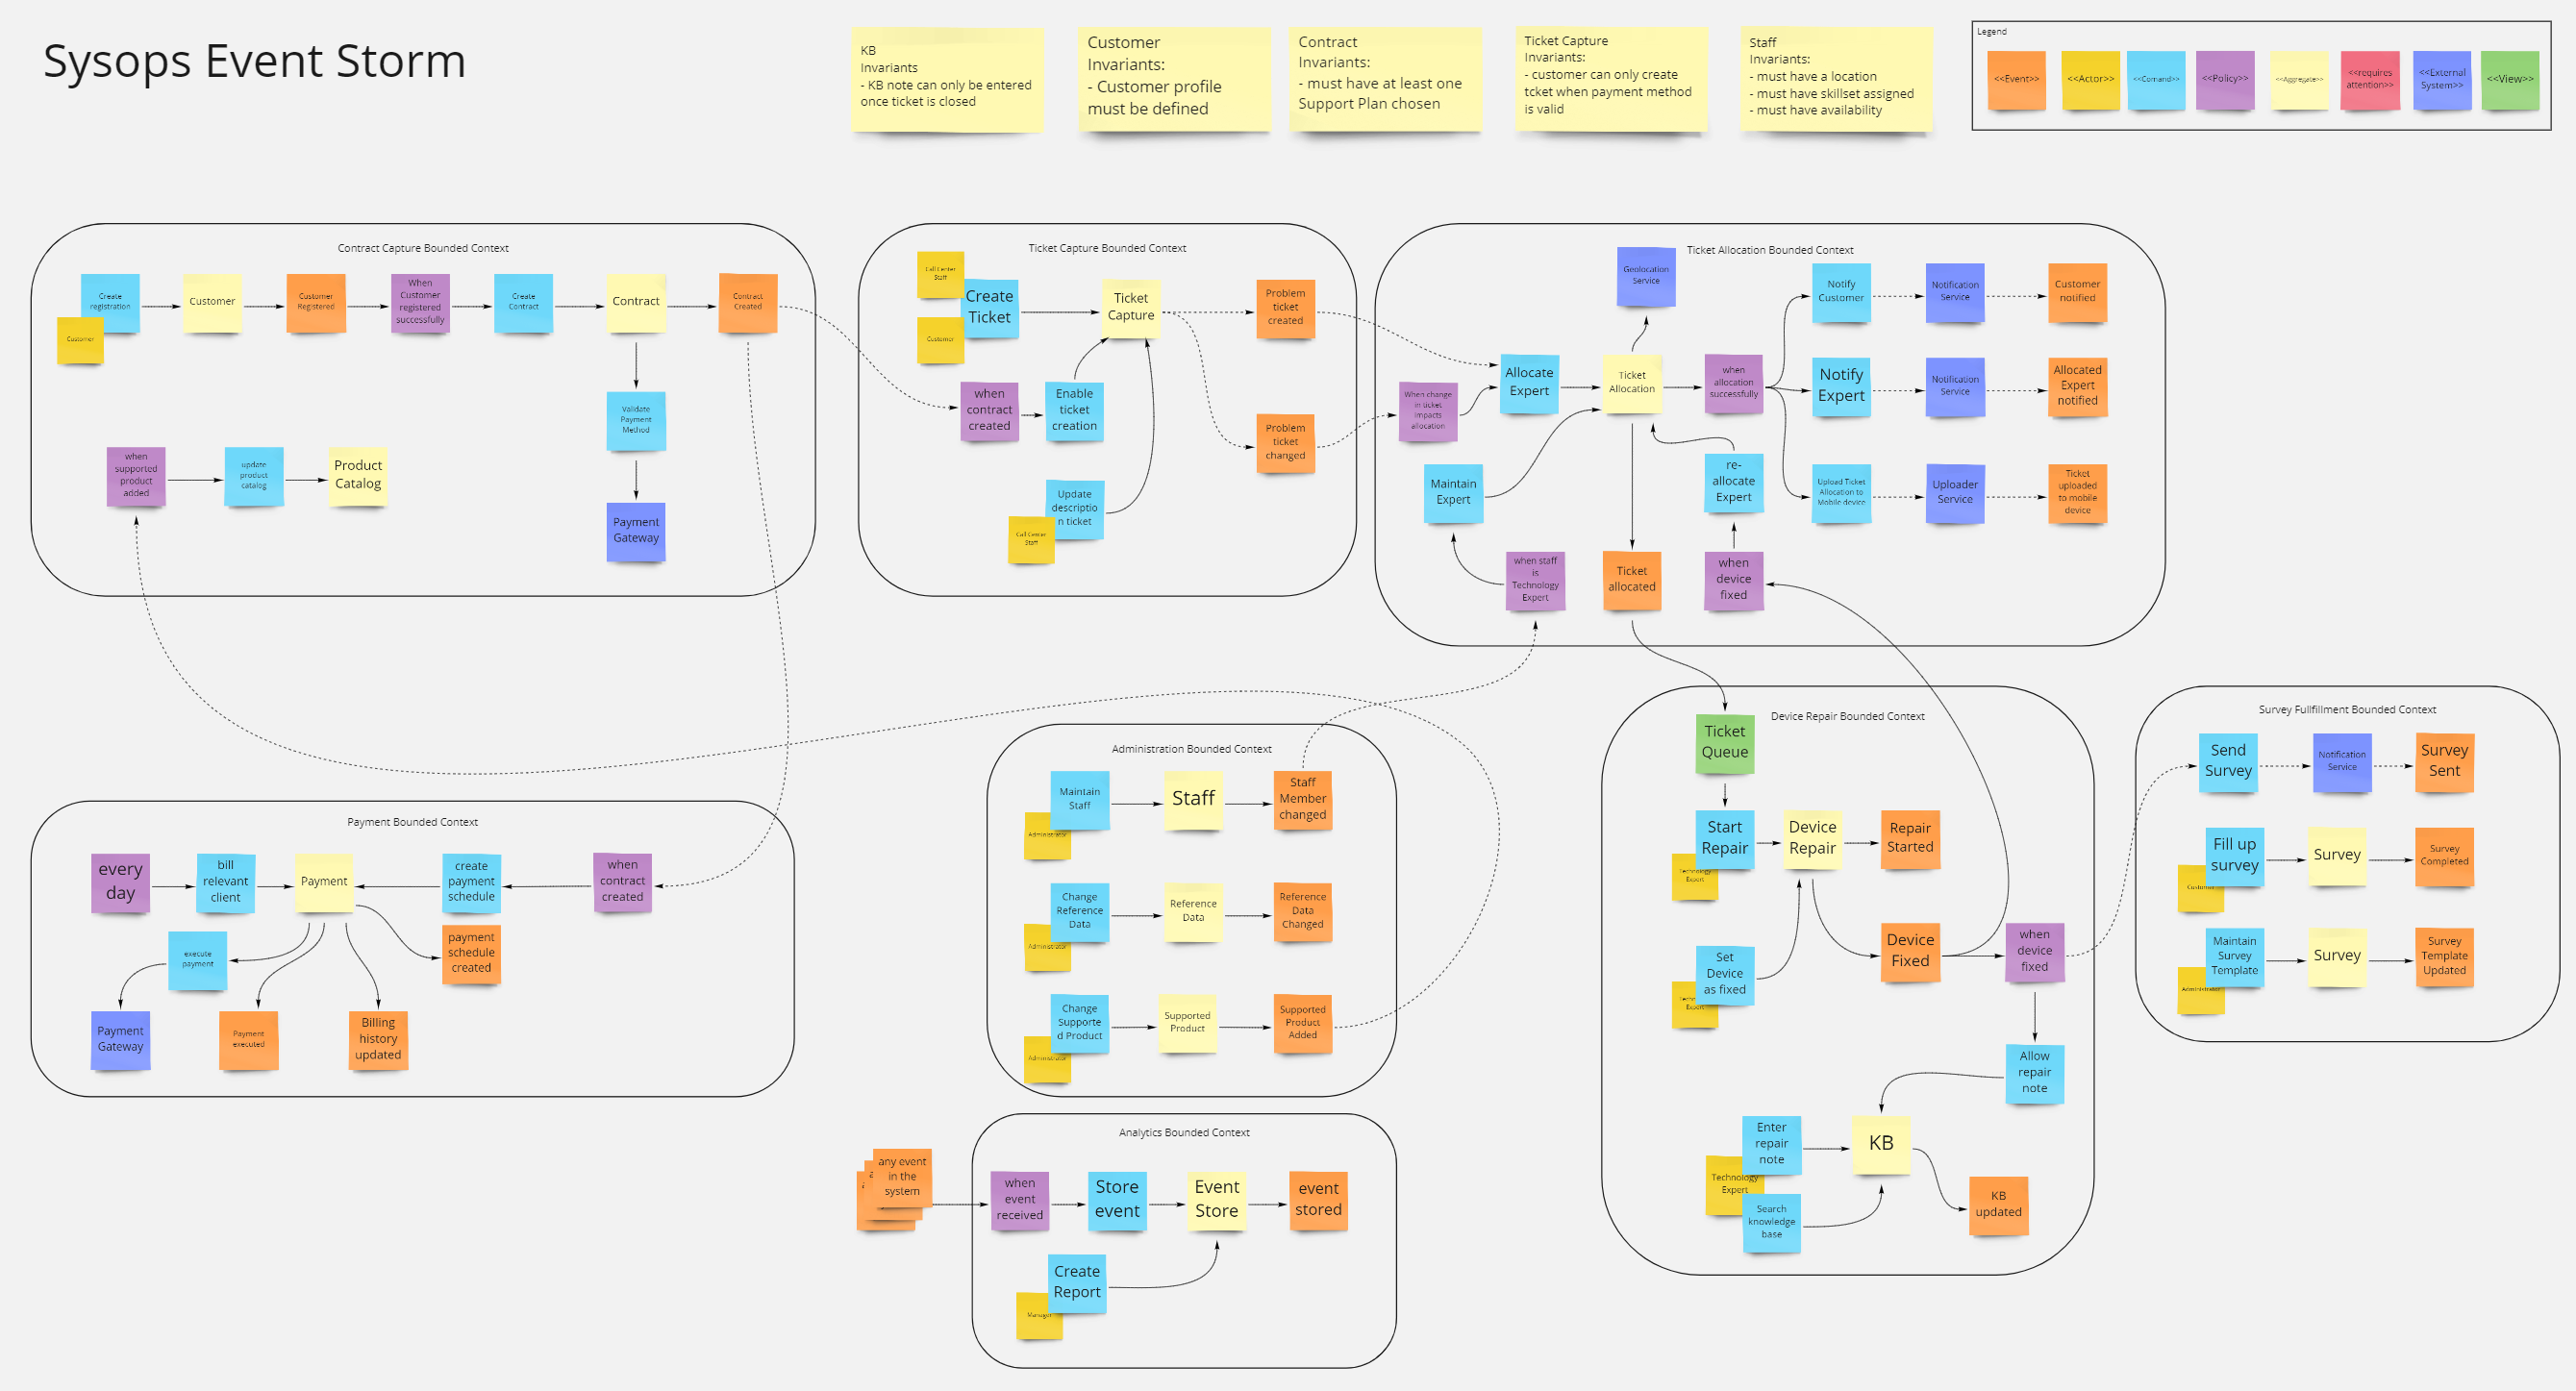 Sysops Event Storm
KB
Invariants
- KB note can only be entered
once ticket is closed
Customer
Invariants:
- Customer profile
must be defined
Contract
Invariants:
- must have at least one
Support Plan chosen
Ticket Capture
Invariants:
- customer can only create
tcket when payment method
is valid
Staff
Invariants:
- must have a location
- must have skillset assigned
- must have availability
Legend
<<Event>>
<<Actor>>
<<Comand>>
<<Policy>>
<<Aggregate>>
<<requires
attention>>
<<External
System>>
<<View>>
Contract Capture Bounded Context
Create
registration
Customer
Customer
Customer
Registered
When
Customer
registered
successfully
Create
Contract
Contract
Contract
Created
Validate
Payment
Method
Payment
Gateway
when
supported
product
added
update
product
catalog
Product
Catalog
Ticket Capture Bounded Context
Call Center
Staff
Create
Ticket
Customer
Ticket
Capture
Problem
ticket
created
when
contract
created
Enable
ticket
creation
Problem
ticket
changed
Update
descriptio
n ticket
Call Center
Staff
Ticket Allocation Bounded Context
Geolocation
Service
Notify
Customer
Notification
Service
Customer
notified
Allocate
Expert
Ticket
Allocation
when
allocation
successfully
Notify
Expert
Notification
Service
Allocated
Expert
notified
When change
in ticket
impacts
allocation
Maintain
Expert
re-
allocate
Expert
Upload Ticket
Allocation to
Mobile device
Uploader
Service
Ticket
uploaded
to mobile
device
when staff
is
Technology
Expert
Ticket
allocated
when
device
fixed
Payment Bounded Context
every
day
bill
relevant
client
Payment
create
payment
schedule
when
contract
created
execute
payment
payment
schedule
created
Payment
Gateway
Payment
executed
Billing
history
updated
Administration Bounded Context
Maintain
Staff
Administrator
Staff
Staff
Member
changed
Change
Reference
Data
Administrator
Reference
Data
Reference
Data
Changed
Change
Supporte
d Product
Administrator
Supported
Product
Supported
Product
Added
Analytics Bounded Context
any event
in the
system
when
event
received
Store
event
Event
Store
event
stored
Create
Report
Manager
Device Repair Bounded Context
Ticket
Queue
Start
Repair
Technology
Expert
Device
Repair
Repair
Started
Set
Device
as fixed
Expert
Device
Fixed
when
device
fixed
Allow
repair
note
Enter
repair
note
Technology
Expert
Search
knowledge
base
KB
KB
updated
Survey Fullfillment Bounded Context
Send
Survey
Notification
Service
Survey
Sent
Fill up
survey
Customer
Survey
Survey
Completed
Maintain
Survey
Template
Administrator
Survey
Survey
Template
Updated